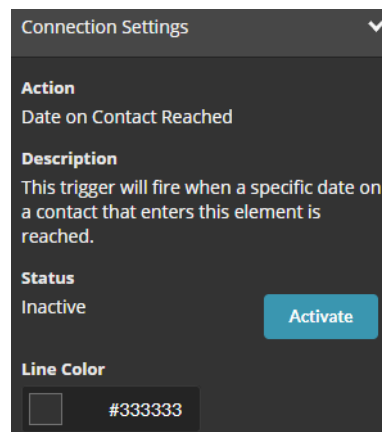 Connection Settings
Action
Date on Contact Reached
Description
This trigger will fire when a specific date on
a contact that enters this element is
reached.
Status
Inactive
Activate
Line Color
#333333